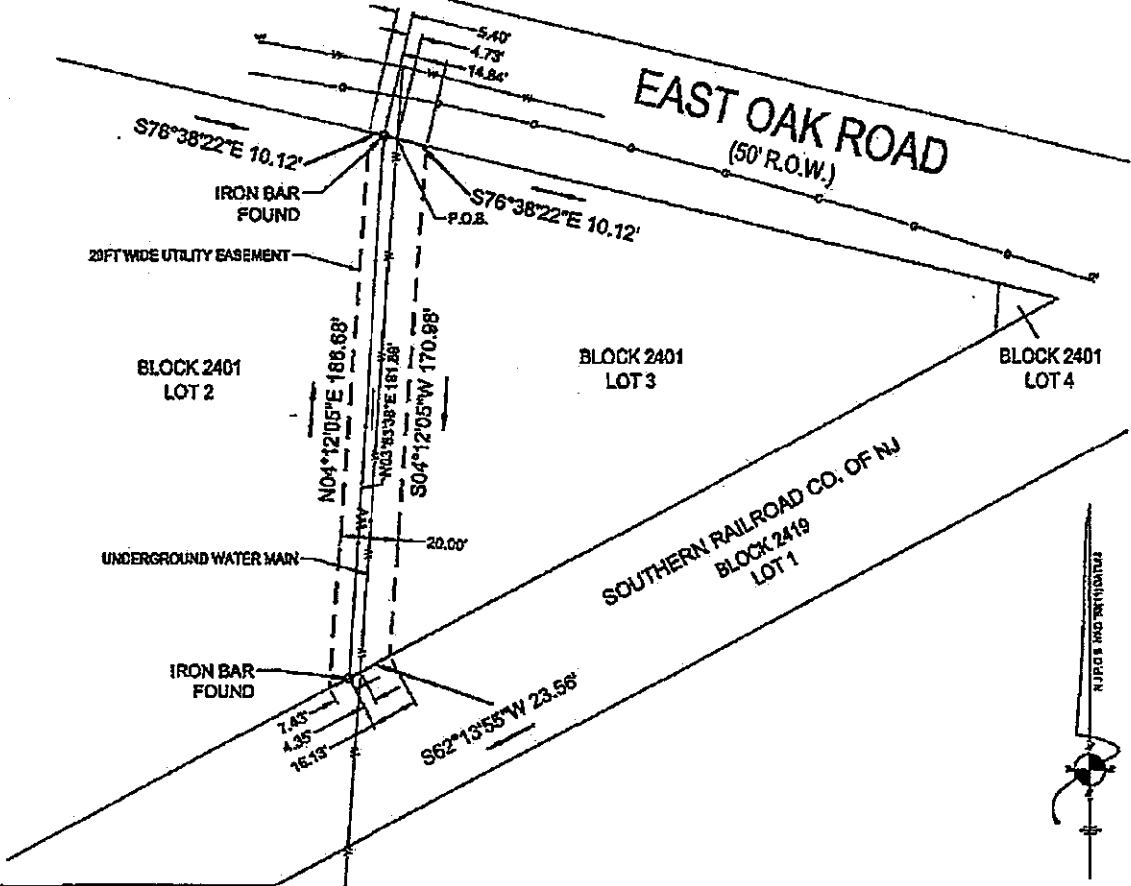 5.40'
4.73'
14.84'
EAST OAK ROAD
(50' R.O.W.)
S76°38'22"E 10.12'
IRON BAR
FOUND
P.O.B.
S76°38'22"E 10.12'
20FT WIDE UTILITY EASEMENT
BLOCK 2401
LOT 2
N04°12'05"E 186.68'
S04°12'05"W 170.98'
BLOCK 2401
LOT 3
BLOCK 2401
LOT 4
20.00'
UNDERGROUND WATER MAIN
SOUTHERN RAILROAD CO. OF NJ
BLOCK 2419
LOT 1
IRON BAR
FOUND
7.43'
4.35'
16.13'
S62°13'55"W 23.56'